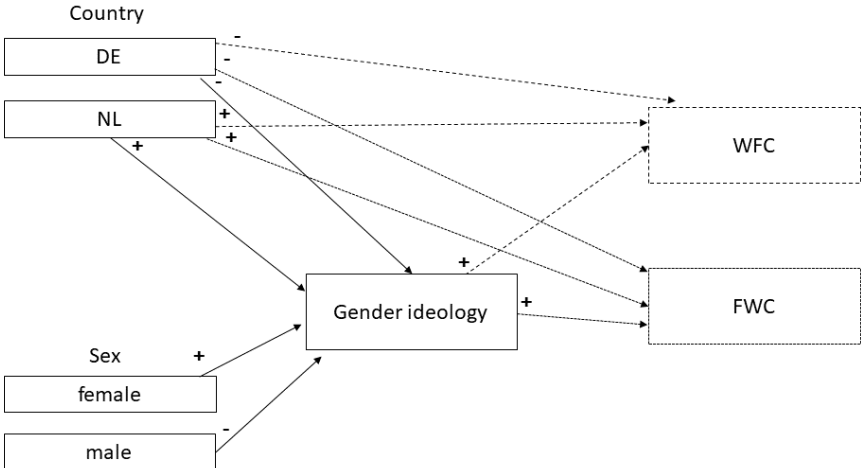 Country
DE
-
-
-
NL
+
+
+
WFC
+
Gender ideology
+
FWC
Sex
+
female
-
male